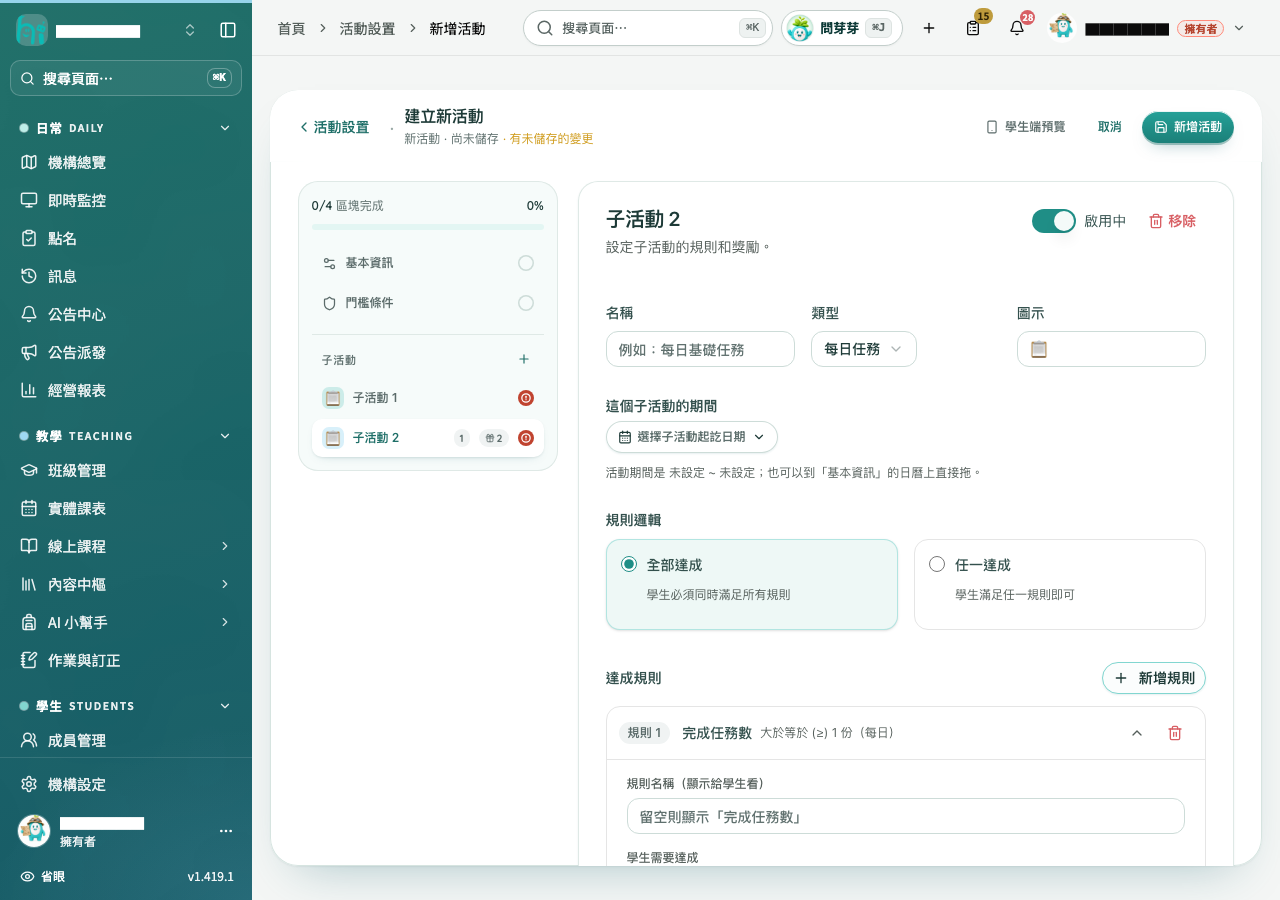 搜尋頁面… ⌘K
日常 DAILY
機構總覽
即時監控
點名
訊息
公告中心
公告派發
經營報表
教學 TEACHING
班級管理
實體課表
線上課程
內容中樞
AI 小幫手
作業與訂正
學生 STUDENTS
成員管理
機構設定
擁有者
省眼 v1.419.1
首頁 活動設置 新增活動
搜尋頁面… ⌘K
問芽芽 ⌘J
15
28
擁有者
活動設置
·
建立新活動
新活動 · 尚未儲存 · 有未儲存的變更
學生端預覽
取消
新增活動
0/4 區塊完成 0%
基本資訊
門檻條件
子活動
子活動 1
子活動 2 1 2
子活動 2
設定子活動的規則和獎勵。
啟用中
移除
名稱 類型 圖示
例如：每日基礎任務 每日任務
這個子活動的期間
選擇子活動起訖日期
活動期間是 未設定 ~ 未設定；也可以到「基本資訊」的日曆上直接拖。
規則邏輯
全部達成
學生必須同時滿足所有規則
任一達成
學生滿足任一規則即可
達成規則
新增規則
規則 1 完成任務數 大於等於 (≥) 1 份（每日）
規則名稱（顯示給學生看）
留空則顯示「完成任務數」
學生需要達成